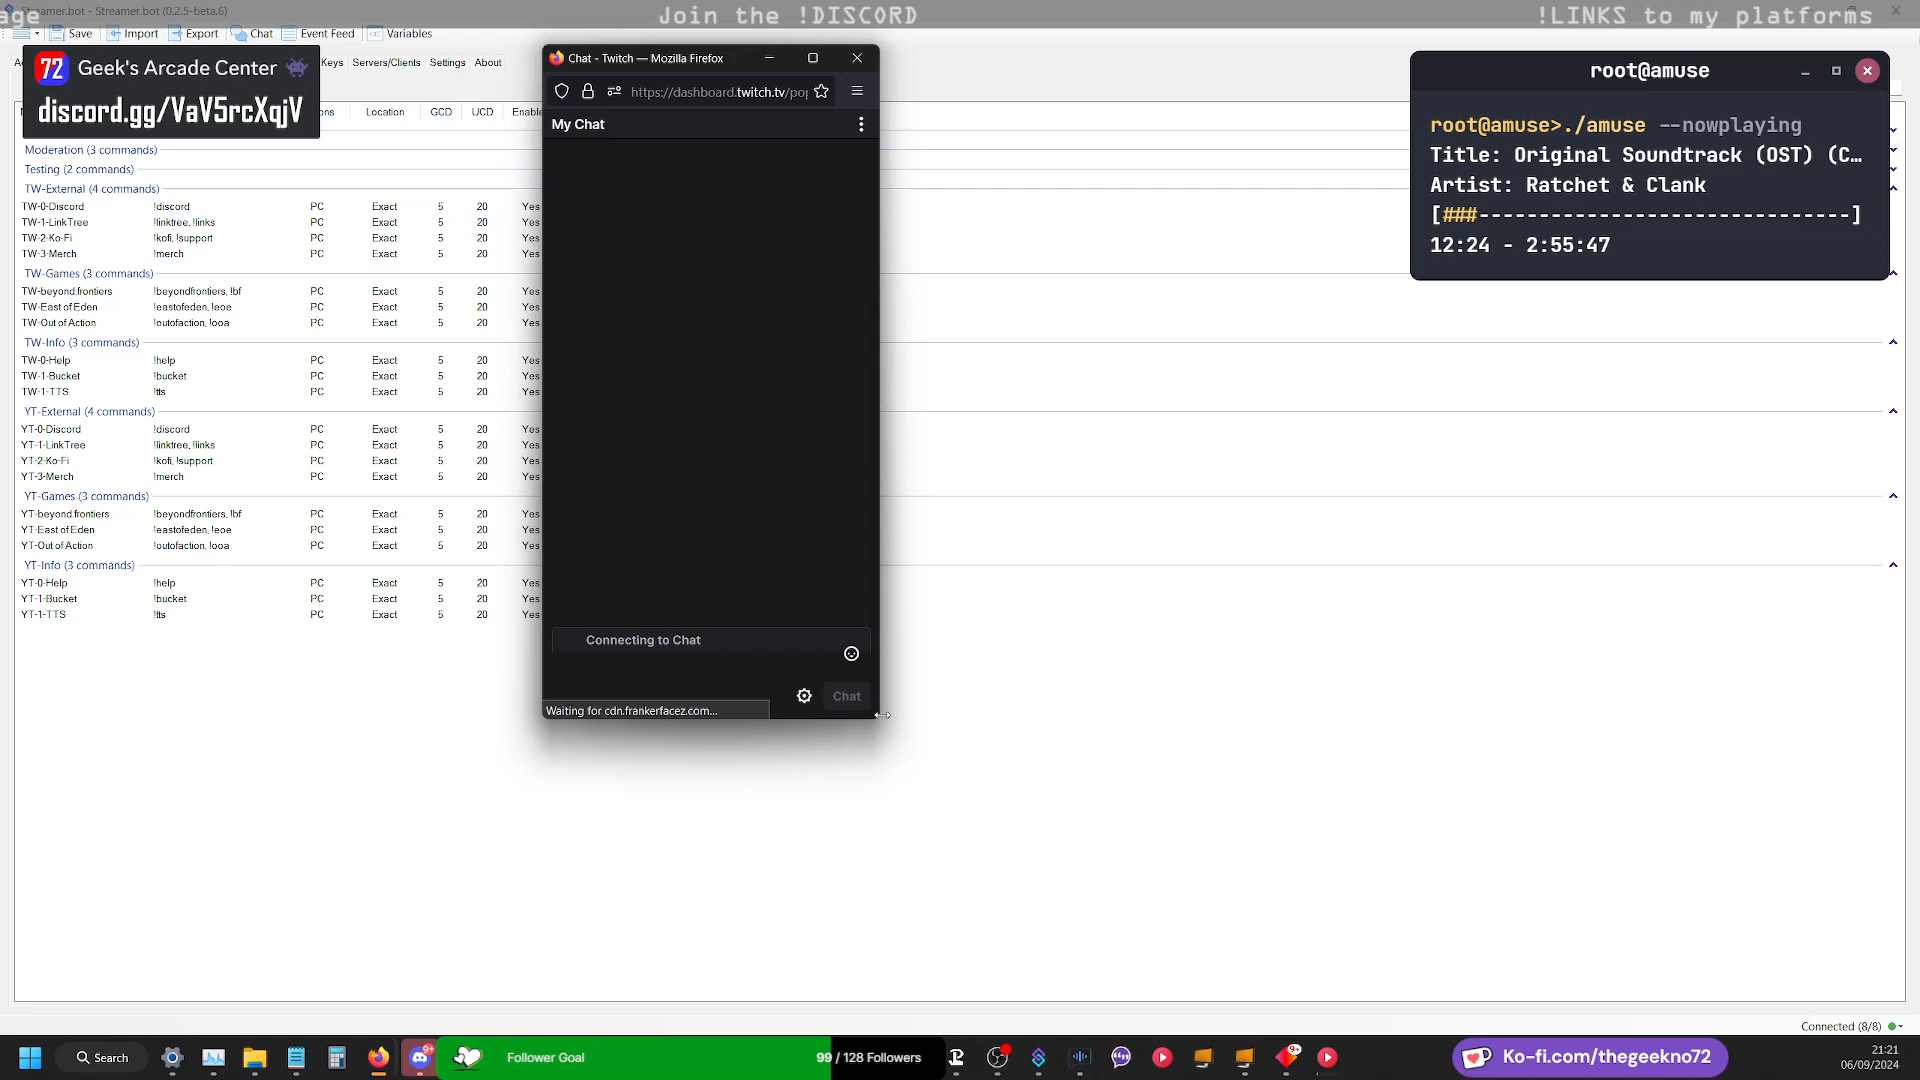 Streamer.bot - Streamer.bot (0.2.5-beta.6)
age
Join the !DISCORD
!LINKS to my platforms
Save
Import
Export
Chat
Event Feed
Variables
Keys
Servers/Clients
Settings
About
72 Geek's Arcade Center
discord.gg/VaV5rcXqjV
ons Location GCD UCD Enable
Moderation (3 commands)
Testing (2 commands)
TW-External (4 commands)
TW-0-Discord !discord PC Exact 5 20 Yes
TW-1-LinkTree !linktree, !links PC Exact 5 20 Yes
TW-2-Ko-Fi !kofi, !support PC Exact 5 20 Yes
TW-3-Merch !merch PC Exact 5 20 Yes
TW-Games (3 commands)
TW-beyond.frontiers !beyondfrontiers, !bf PC Exact 5 20 Yes
TW-East of Eden !eastofeden, !eoe PC Exact 5 20 Yes
TW-Out of Action !outofaction, !ooa PC Exact 5 20 Yes
TW-Info (3 commands)
TW-0-Help !help PC Exact 5 20 Yes
TW-1-Bucket !bucket PC Exact 5 20 Yes
TW-1-TTS !tts PC Exact 5 20 Yes
YT-External (4 commands)
YT-0-Discord !discord PC Exact 5 20 Yes
YT-1-LinkTree !linktree, !links PC Exact 5 20 Yes
YT-2-Ko-Fi !kofi, !support PC Exact 5 20 Yes
YT-3-Merch !merch PC Exact 5 20 Yes
YT-Games (3 commands)
YT-beyond.frontiers !beyondfrontiers, !bf PC Exact 5 20 Yes
YT-East of Eden !eastofeden, !eoe PC Exact 5 20 Yes
YT-Out of Action !outofaction, !ooa PC Exact 5 20 Yes
YT-Info (3 commands)
YT-0-Help !help PC Exact 5 20 Yes
YT-1-Bucket !bucket PC Exact 5 20 Yes
YT-1-TTS !tts PC Exact 5 20 Yes
Chat - Twitch — Mozilla Firefox
https://dashboard.twitch.tv/pop
My Chat
Connecting to Chat
Chat
Waiting for cdn.frankerfacez.com...
root@amuse
root@amuse>./amuse --nowplaying
Title: Original Soundtrack (OST) (C…
Artist: Ratchet & Clank
[###-------------------------------]
12:24 - 2:55:47
Connected (8/8)
Search
9+
Follower Goal
99 / 128 Followers
9+
Ko-fi.com/thegeekno72
21:21
06/09/2024